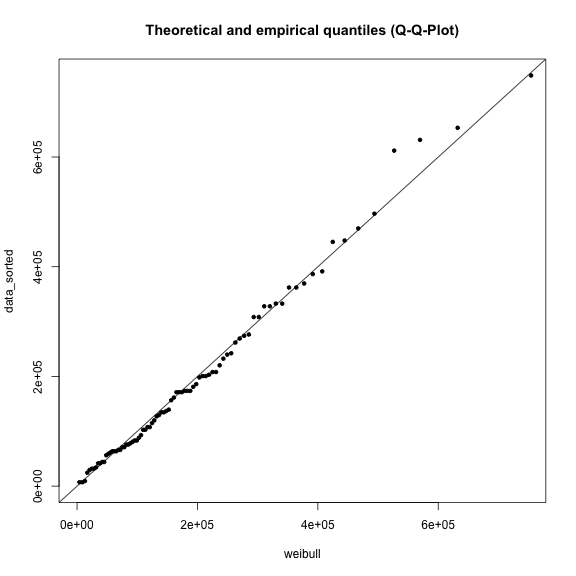 Theoretical and empirical quantiles (Q-Q-Plot)
data_sorted
6e+05
4e+05
2e+05
0e+00
0e+00 2e+05 4e+05 6e+05
weibull